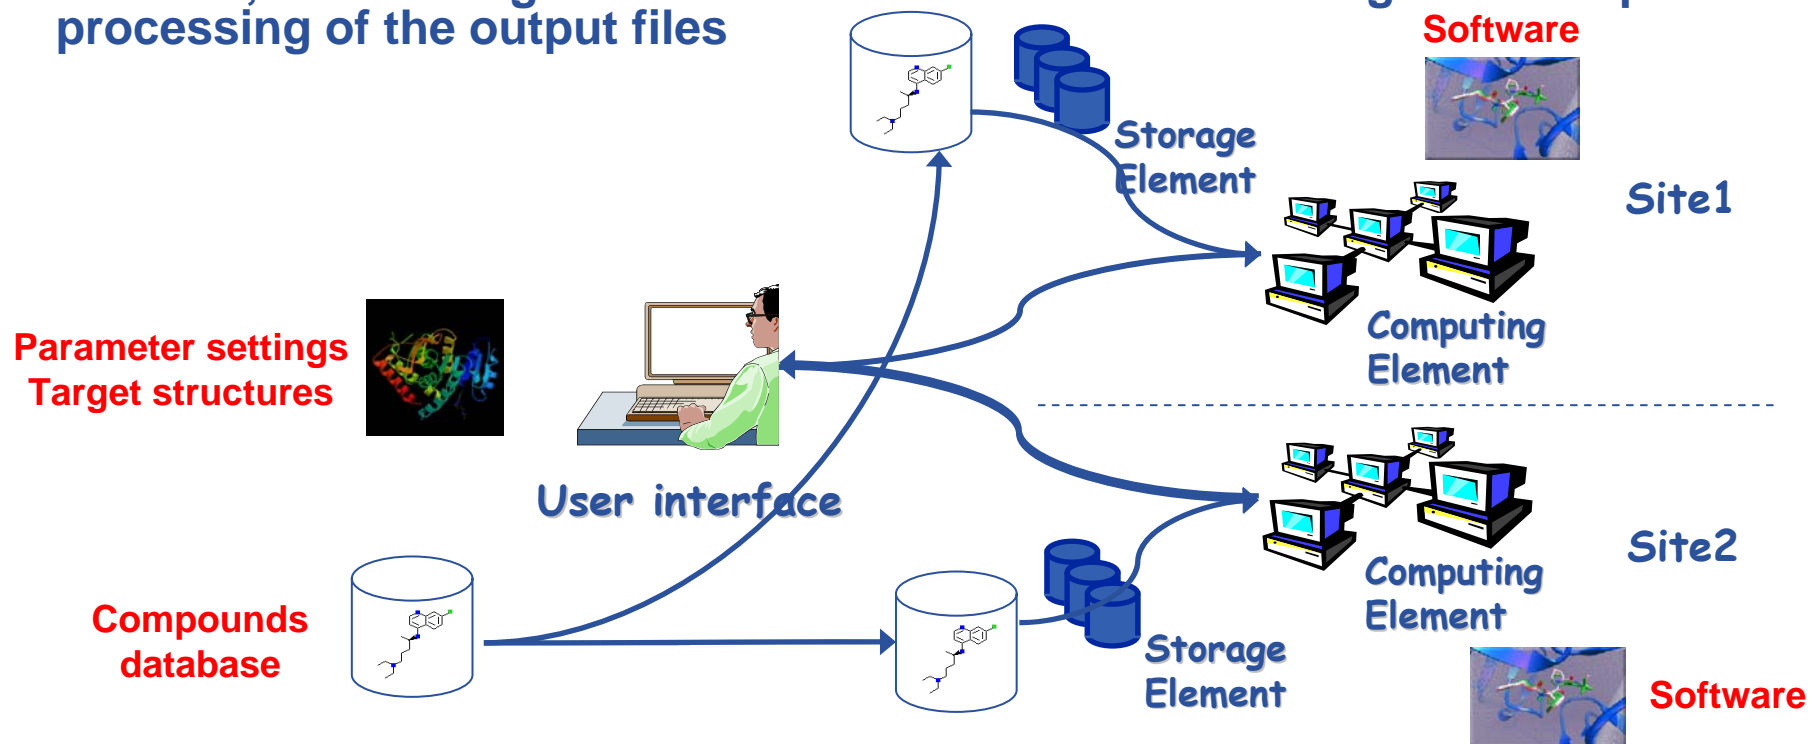 processing of the output files
Software
Storage
Element
Site1
Computing
Element
Parameter settings
Target structures
User interface
Site2
Computing
Element
Compounds
database
Storage
Element
Software